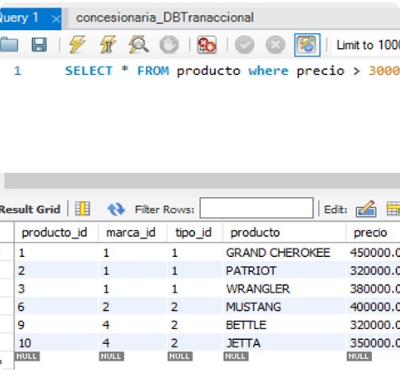 Query 1 concesionaria_DBTranaccional
Limit to 1000
1 SELECT * FROM producto where precio > 3000
Result Grid Filter Rows: Edit:
producto_id marca_id tipo_id producto precio
1 1 1 GRAND CHEROKEE 450000.0
2 1 1 PATRIOT 320000.0
3 1 1 WRANGLER 380000.0
6 2 2 MUSTANG 400000.0
9 4 2 BETTLE 320000.0
10 4 2 JETTA 350000.0
NULL NULL NULL NULL NULL